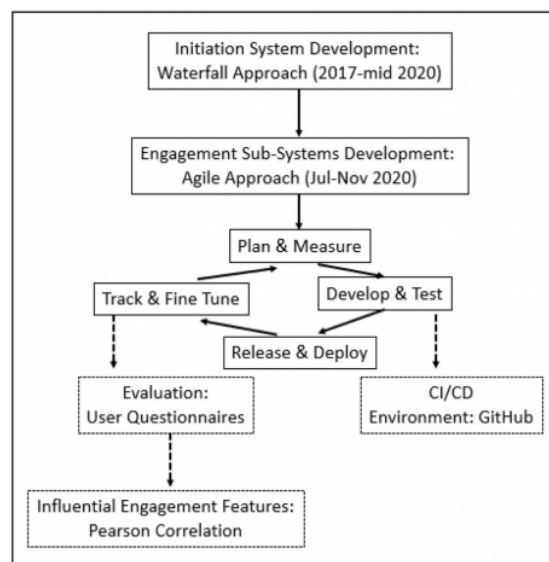 Initiation System Development:
Waterfall Approach (2017-mid 2020)
Engagement Sub-Systems Development:
Agile Approach (Jul-Nov 2020)
Plan & Measure
Track & Fine Tune
Develop & Test
Release & Deploy
Evaluation:
User Questionnaires
CI/CD
Environment: GitHub
Influential Engagement Features:
Pearson Correlation